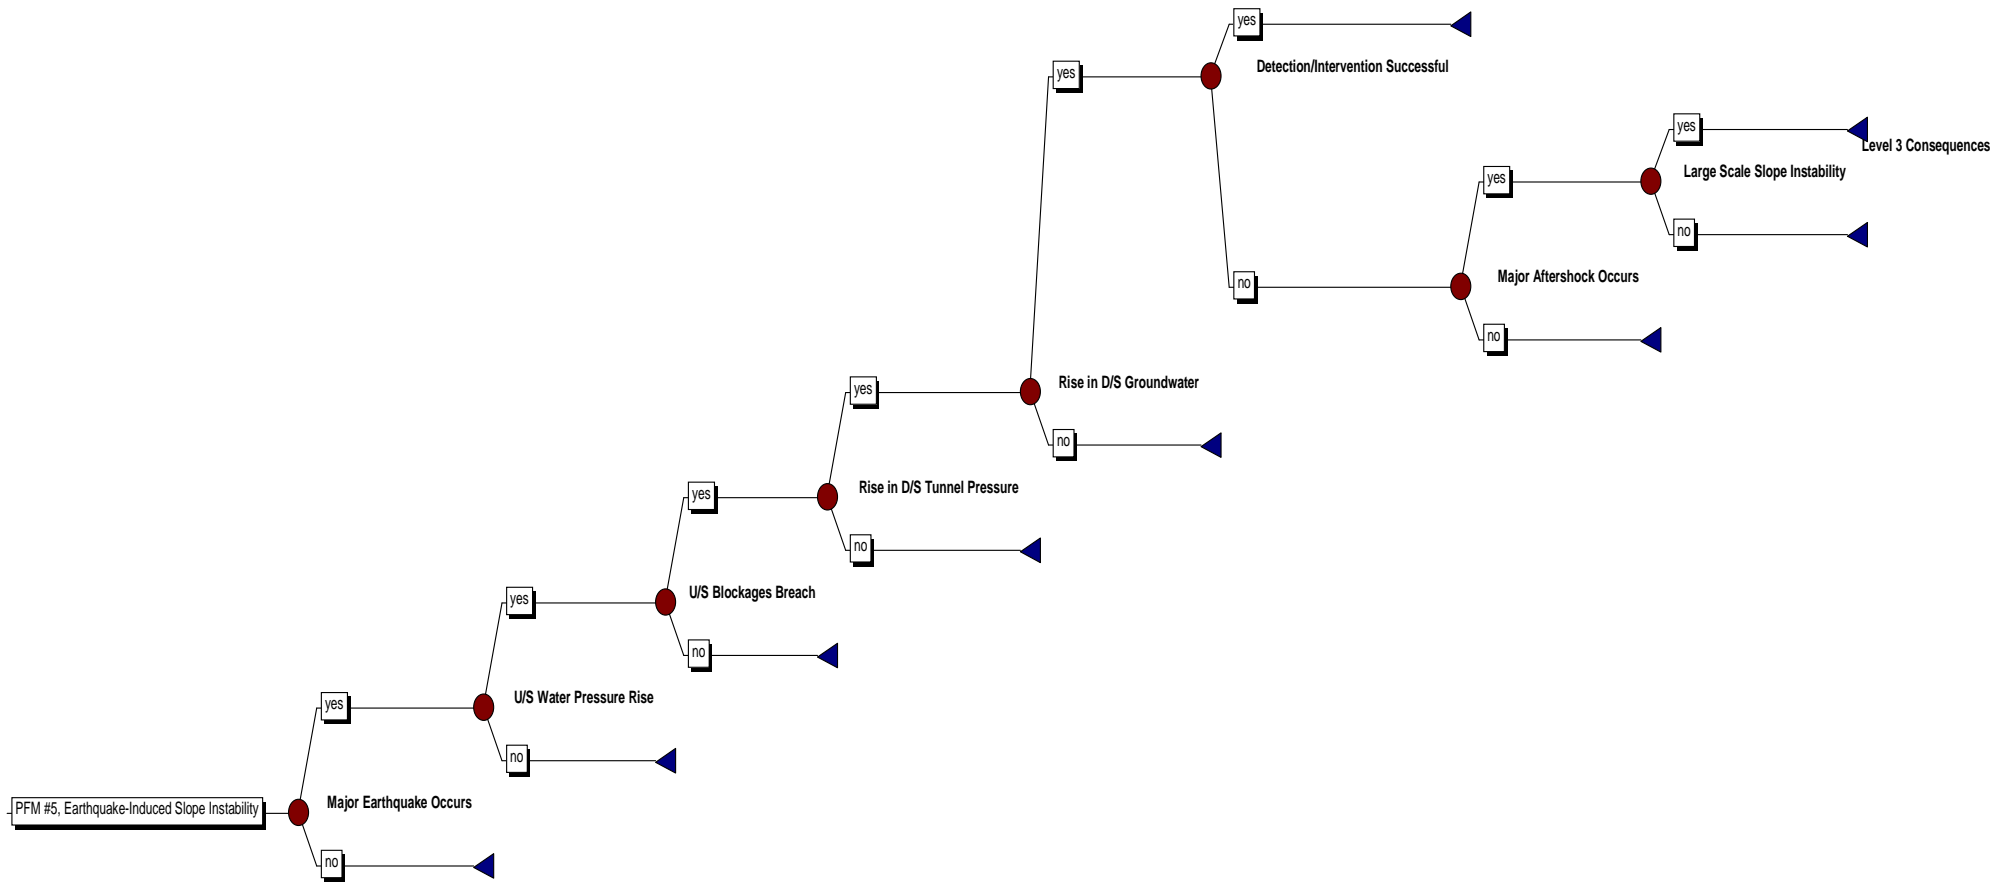 yes
Detection/Intervention Successful
yes
yes
Level 3 Consequences
Large Scale Slope Instability
yes
no
Major Aftershock Occurs
no
no
yes
Rise in D/S Groundwater
no
Rise in D/S Tunnel Pressure
yes
no
U/S Blockages Breach
yes
no
U/S Water Pressure Rise
yes
no
Major Earthquake Occurs
PFM #5, Earthquake-Induced Slope Instability
no